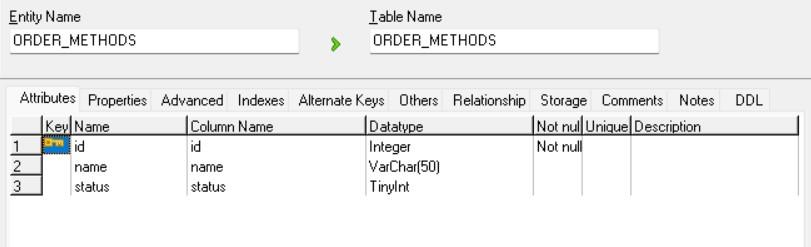 Entity Name Table Name
ORDER_METHODS ORDER_METHODS
Attributes Properties Advanced Indexes Alternate Keys Others Relationship Storage Comments Notes DDL
Key Name Column Name Datatype Not nul Unique Description
1 id id Integer Not null
2 name name VarChar(50)
3 status status TinyInt